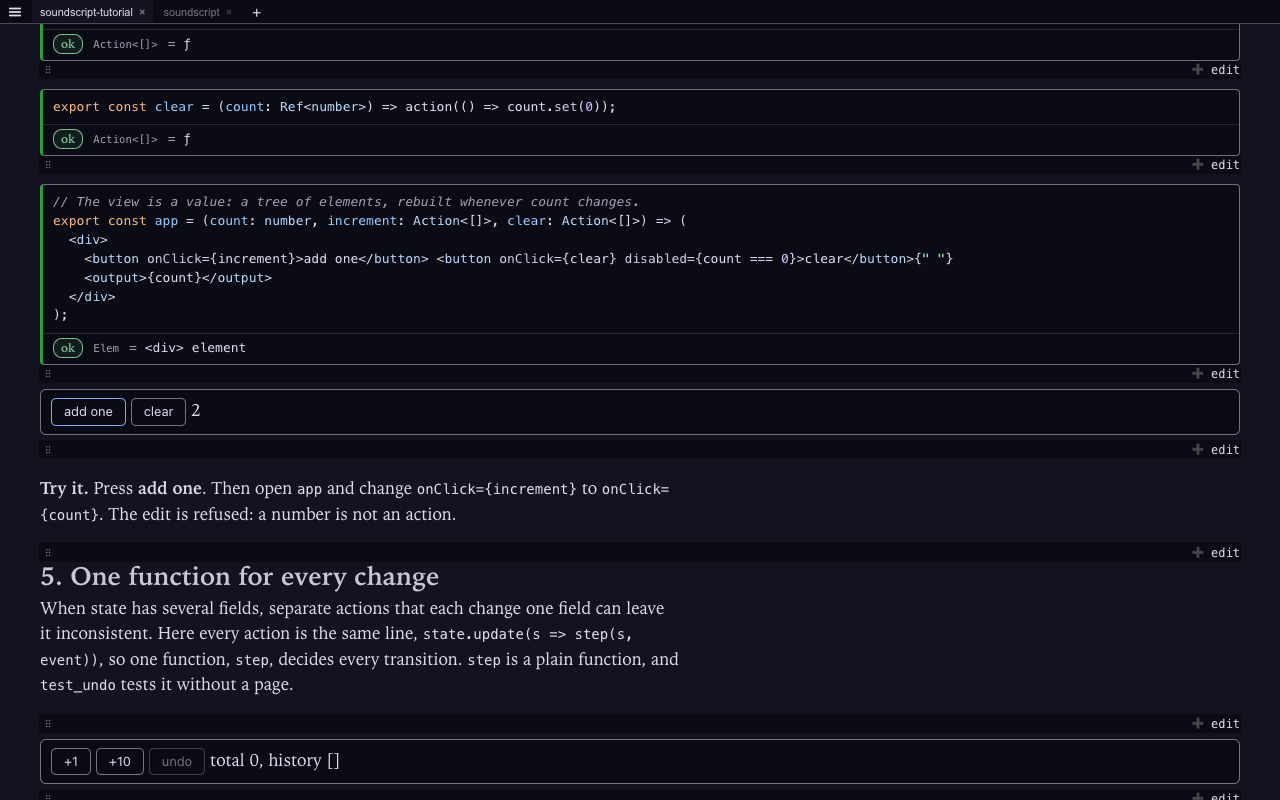 soundscript-tutorial × soundscript × +
ok Action<[]> = ƒ
+ edit
export const clear = (count: Ref<number>) => action(() => count.set(0));
ok Action<[]> = ƒ
+ edit
// The view is a value: a tree of elements, rebuilt whenever count changes.
export const app = (count: number, increment: Action<[]>, clear: Action<[]>) => (
  <div>
    <button onClick={increment}>add one</button> <button onClick={clear} disabled={count === 0}>clear</button>{" "}
    <output>{count}</output>
  </div>
);
ok Elem = <div> element
+ edit
add one clear 2
+ edit
Try it. Press add one. Then open app and change onClick={increment} to onClick=
{count}. The edit is refused: a number is not an action.
+ edit
5. One function for every change
When state has several fields, separate actions that each change one field can leave
it inconsistent. Here every action is the same line, state.update(s => step(s,
event)), so one function, step, decides every transition. step is a plain function, and
test_undo tests it without a page.
+ edit
+1 +10 undo total 0, history []
+ edit